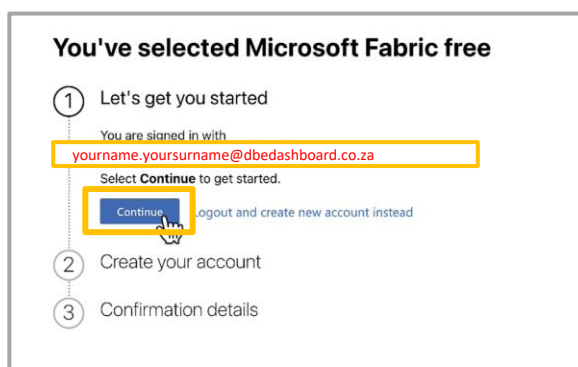 You've selected Microsoft Fabric free
1 Let's get you started
You are signed in with
yourname.yoursurname@dbedashboard.co.za
Select Continue to get started.
Continue Logout and create new account instead
2 Create your account
3 Confirmation details